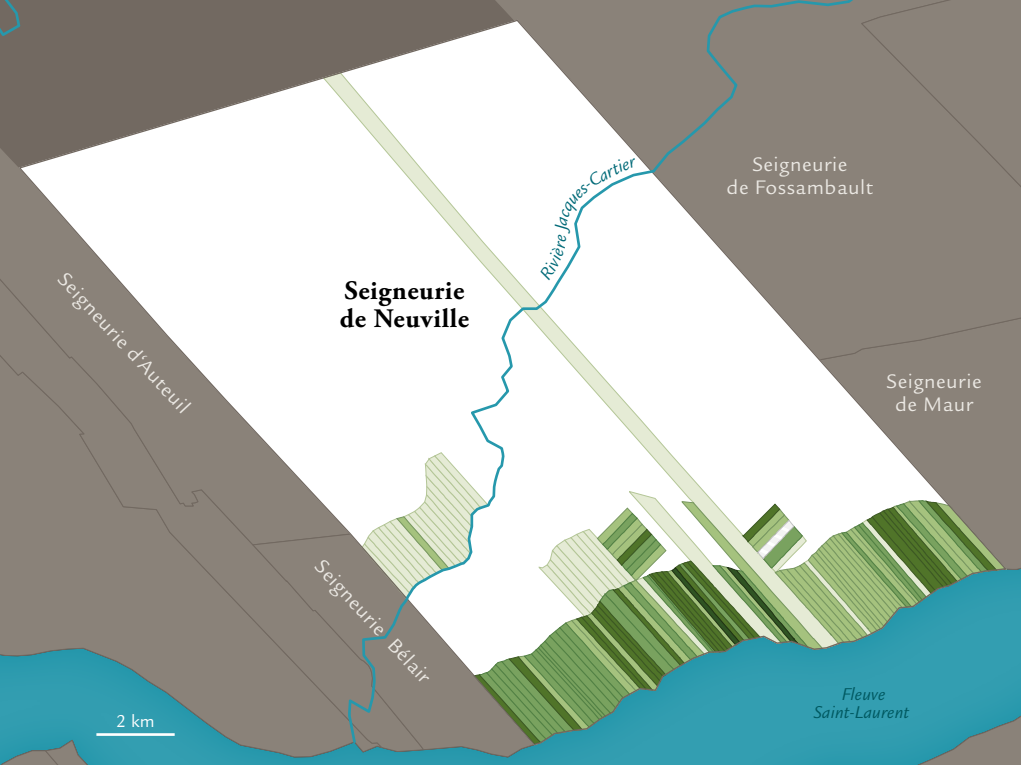 Seigneurie
de Fossambault
Rivière Jacques-Cartier
Seigneurie
de Neuville
Seigneurie d‘Auteuil
Seigneurie
de Maur
Seigneurie Bélair
Fleuve
Saint-Laurent
2 km